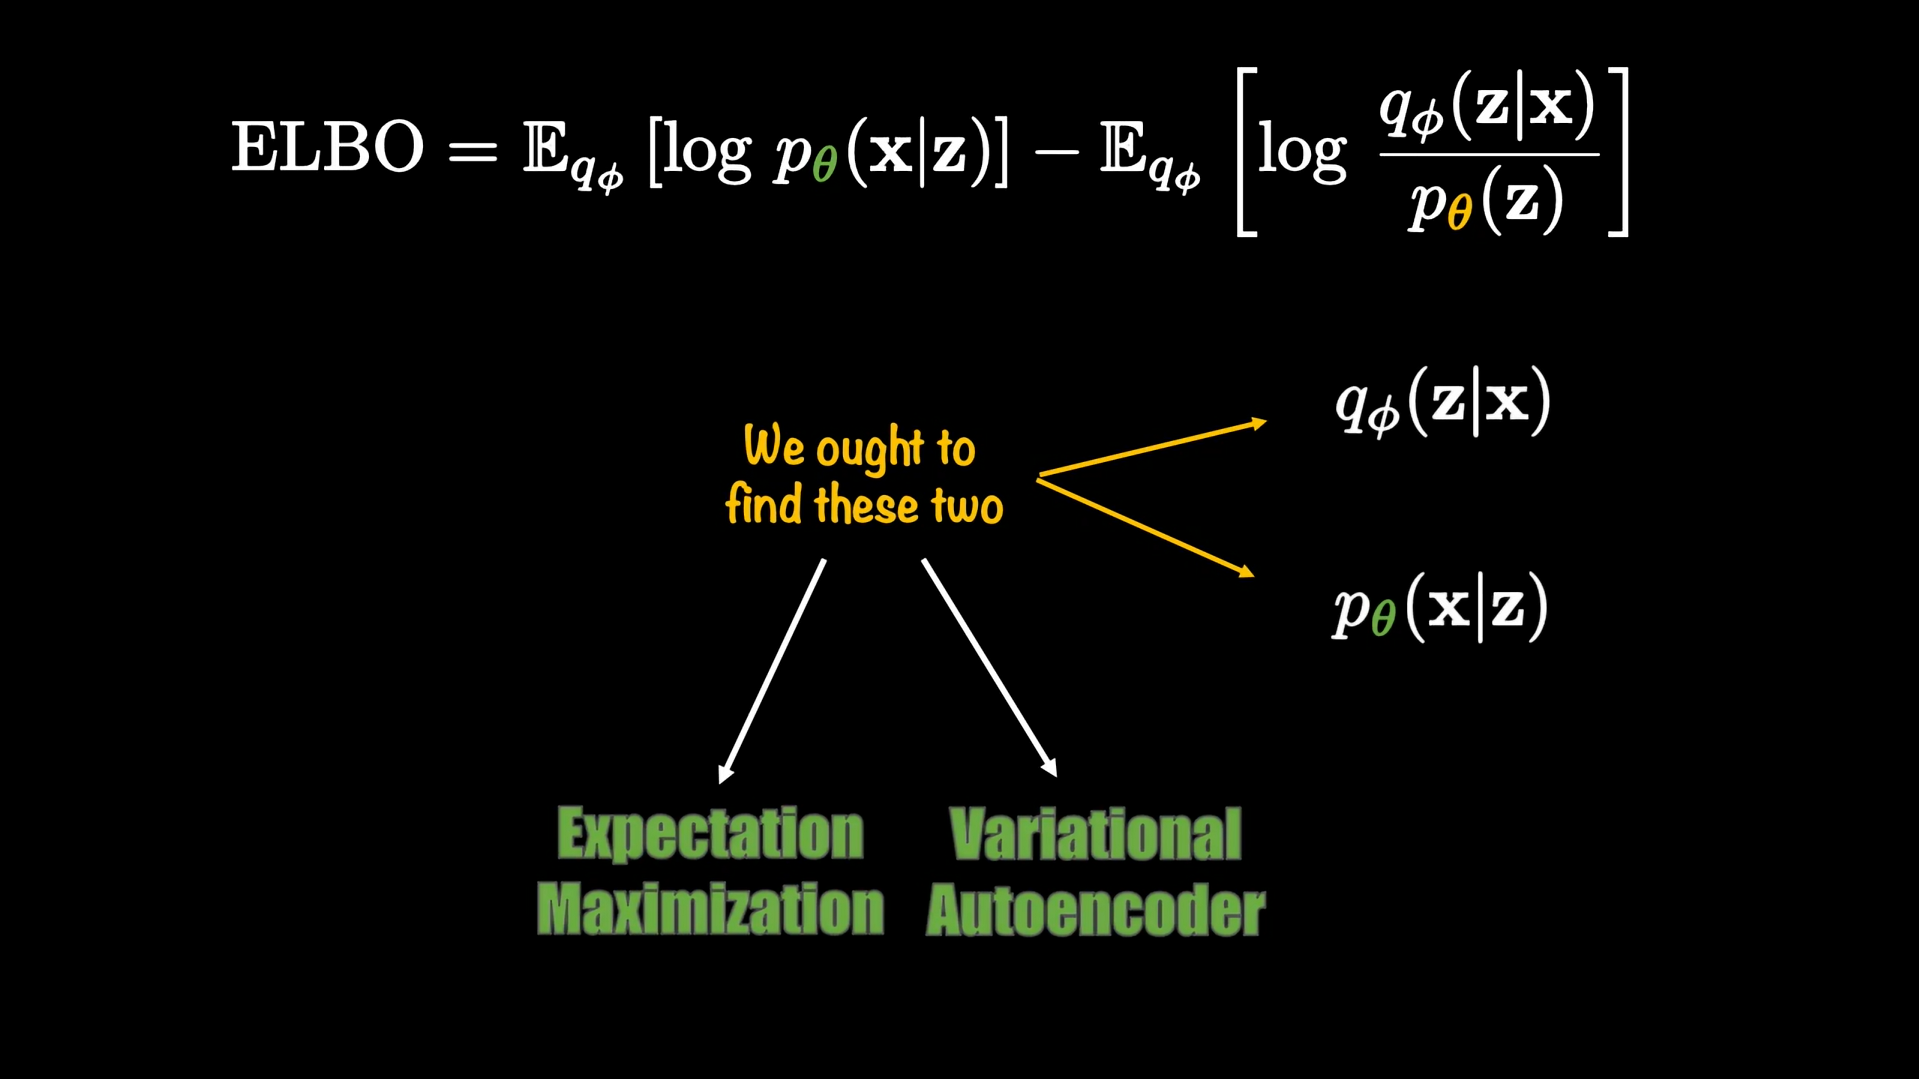 ELBO = 𝔼_{q_ϕ} [log p_θ(𝐱|𝐳)] − 𝔼_{q_ϕ} [log \frac{q_ϕ(𝐳|𝐱)}{p_θ(𝐳)}]
q_ϕ(𝐳|𝐱)
We ought to
find these two
p_θ(𝐱|𝐳)
Expectation
Maximization
Variational
Autoencoder